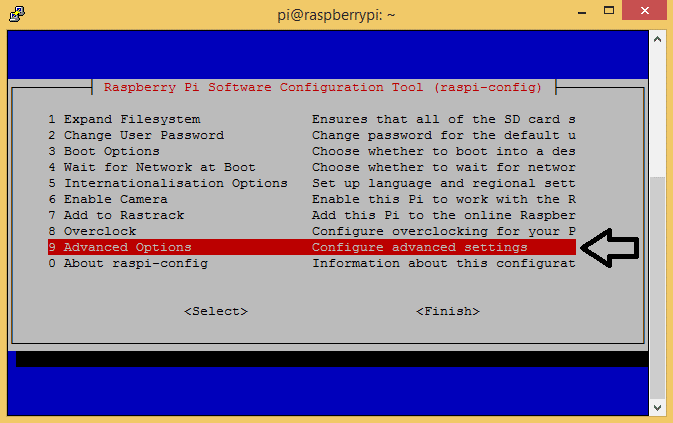 pi@raspberrypi: ~
Raspberry Pi Software Configuration Tool (raspi-config)
1 Expand Filesystem Ensures that all of the SD card s
2 Change User Password Change password for the default u
3 Boot Options Choose whether to boot into a des
4 Wait for Network at Boot Choose whether to wait for networ
5 Internationalisation Options Set up language and regional sett
6 Enable Camera Enable this Pi to work with the R
7 Add to Rastrack Add this Pi to the online Raspber
8 Overclock Configure overclocking for your P
9 Advanced Options Configure advanced settings
0 About raspi-config Information about this configurat
<Select> <Finish>